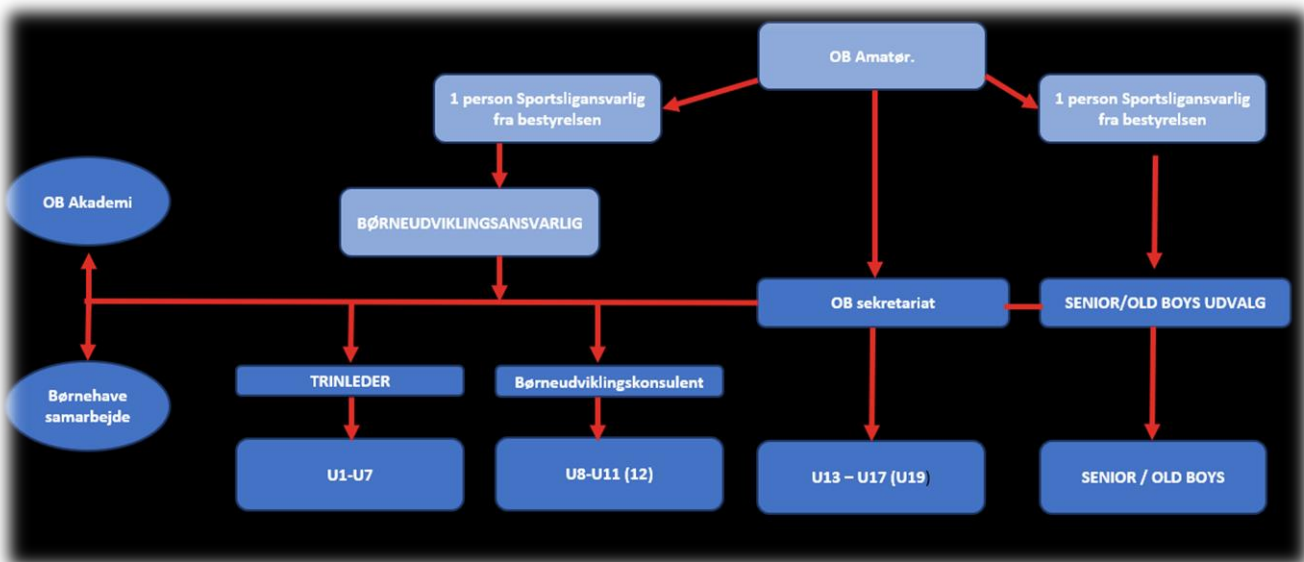 OB Amatør.
1 person Sportsligansvarlig
fra bestyrelsen
1 person Sportsligansvarlig
fra bestyrelsen
OB Akademi
BØRNEUDVIKLINGSANSVARLIG
OB sekretariat
SENIOR/OLD BOYS UDVALG
Børnehave
samarbejde
TRINLEDER
Børneudviklingskonsulent
U1-U7
U8-U11 (12)
U13 – U17 (U19)
SENIOR / OLD BOYS